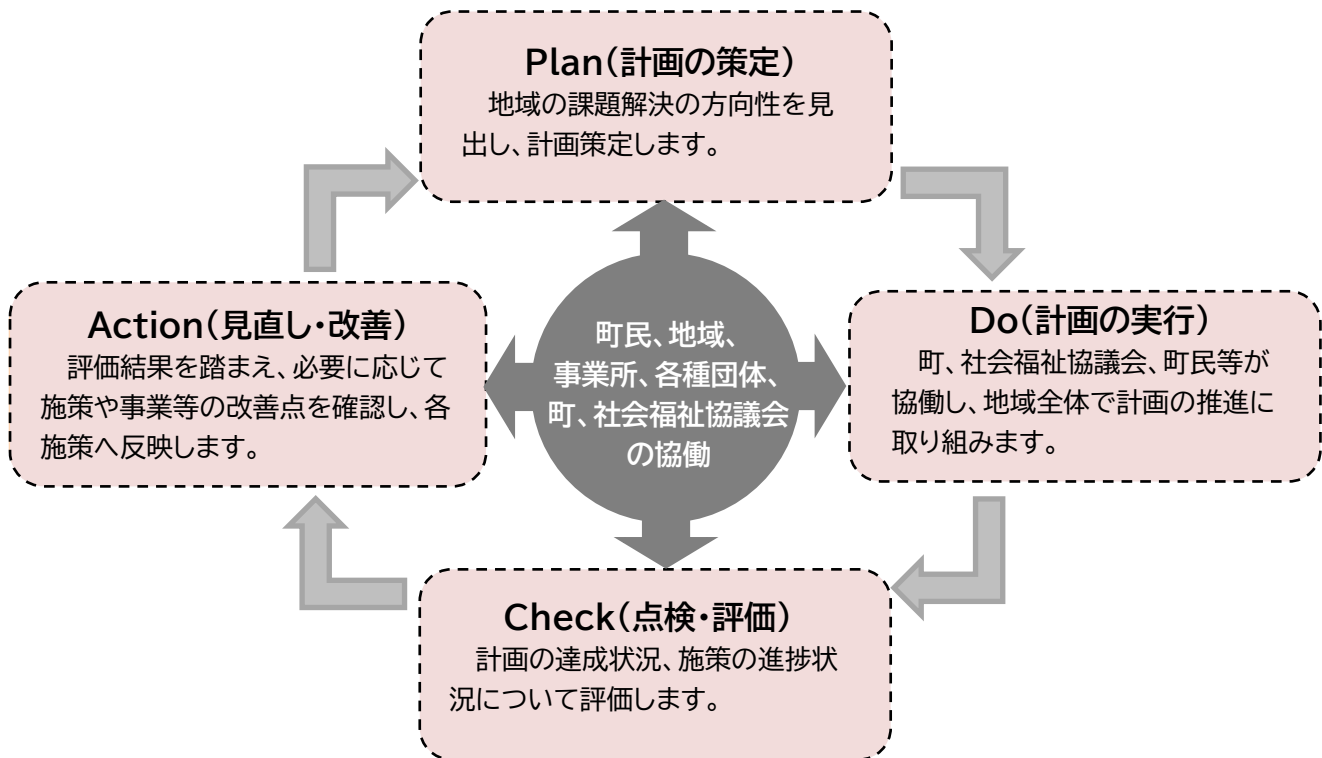 Plan(計画の策定)
地域の課題解決の方向性を見
出し、計画策定します。
Action(見直し・改善)
評価結果を踏まえ、必要に応じて
施策や事業等の改善点を確認し、各
施策へ反映します。
町民、地域、
事業所、各種団体、
町、社会福祉協議会
の協働
Do(計画の実行)
町、社会福祉協議会、町民等が
協働し、地域全体で計画の推進に
取り組みます。
Check(点検・評価)
計画の達成状況、施策の進捗状
況について評価します。